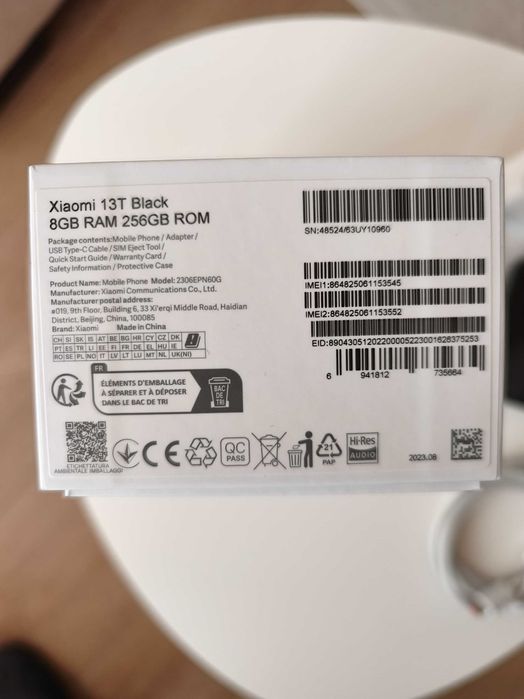 Xiaomi 13T Black
8GB RAM 256GB ROM
Package contents:Mobile Phone / Adapter /
USB Type-C Cable / SIM Eject Tool /
Quick Start Guide / Warranty Card /
Safety Information / Protective Case
Product Name: Mobile Phone Model: 2306EPN60G
Manufacturer: Xiaomi Communications Co., Ltd.
Manufacturer postal address:
#019, 9th Floor, Building 6, 33 Xi'erqi Middle Road, Haidian
District, Beijing, China, 100085
Brand: Xiaomi Made in China
CH SI SK IS AT BE BG HR CY CZ DK
PT ES TR LI EE FI FR DE EL HU IE
RO SE PL NO IT LV LT LU MT NL UK(NI)
SN:48524/63UY10960
IMEI1:864825061153545
IMEI2:864825061153552
EID:89043051202200005223001628375253
6 941812 735664
FR
ÉLÉMENTS D'EMBALLAGE
À SÉPARER ET À DÉPOSER
DANS LE BAC DE TRI
BAC
DE
TRI
ETICHETTATURA
AMBIENTALE IMBALLAGGI
CE
QC
PASS
21
PAP
Hi-Res
AUDIO
2023.08